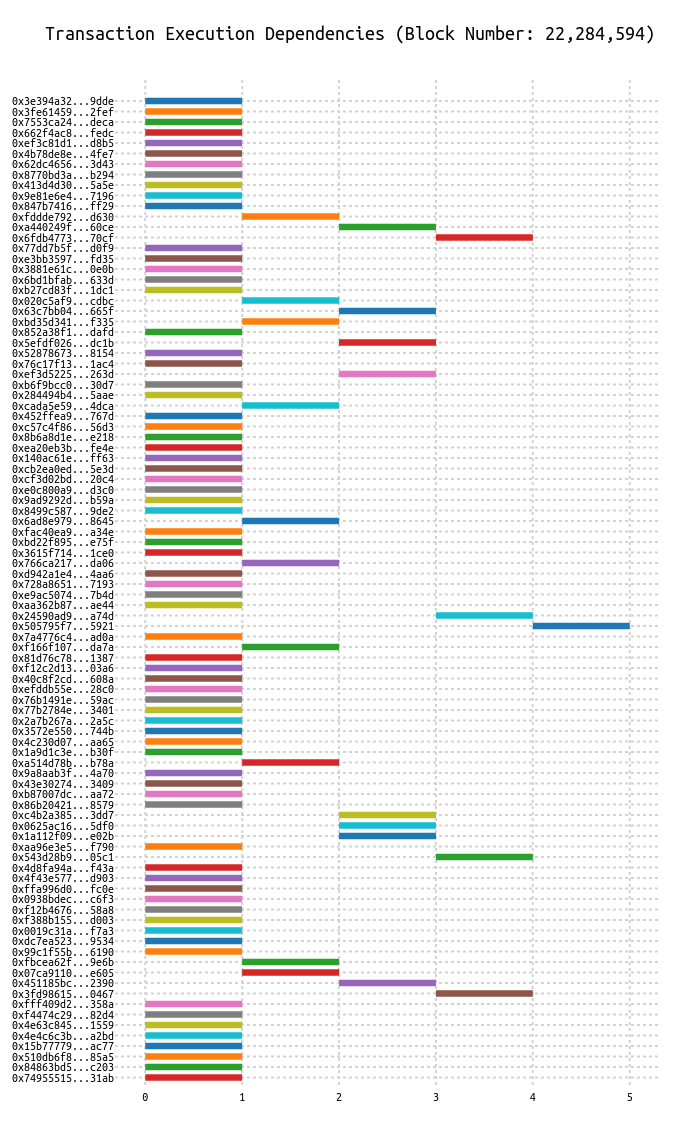 Transaction Execution Dependencies (Block Number: 22,284,594)
0x3e394a32...9dde
0x3fe61459...2fef
0x7553ca24...deca
0x662f4ac8...fedc
0xef3c81d1...d8b5
0x4b78de8e...4fe7
0x62dc4656...3d43
0x8770bd3a...b294
0x413d4d30...5a5e
0x9e81e6e4...7196
0x847b7416...ff29
0xfddde792...d630
0xa440249f...60ce
0x6fdb4773...70cf
0x77dd7b5f...d0f9
0xe3bb3597...fd35
0x3881e61c...0e0b
0x6bd1bfab...633d
0xb27cd83f...1dc1
0x020c5af9...cdbc
0x63c7bb04...665f
0xbd35d341...f335
0x852a38f1...dafd
0x5efdf026...dc1b
0x52878673...8154
0x76c17f13...1ac4
0xef3d5225...263d
0xb6f9bcc0...30d7
0x284494b4...5aae
0xcada5e59...4dca
0x452ffea9...767d
0xc57c4f86...56d3
0x8b6a8d1e...e218
0xea20eb3b...fe4e
0x140ac61e...ff63
0xcb2ea0ed...5e3d
0xcf3d02bd...20c4
0xe0c800a9...d3c0
0x9ad9292d...b59a
0x8499c587...9de2
0x6ad8e979...8645
0xfac40ea9...a34e
0xbd22f895...e75f
0x3615f714...1ce0
0x766ca217...da06
0xd942a1e4...4aa6
0x728a8651...7193
0xe9ac5074...7b4d
0xaa362b87...ae44
0x24590ad9...a74d
0x505795f7...5921
0x7a4776c4...ad0a
0xf166f107...da7a
0x81d76c78...1387
0xf12c2d13...03a6
0x40c8f2cd...608a
0xefddb55e...28c0
0x76b1491e...59ac
0x77b2784e...3401
0x2a7b267a...2a5c
0x3572e550...744b
0x4c230d07...aa65
0x1a9d1c3e...b30f
0xa514d78b...b78a
0x9a8aab3f...4a70
0x43e30274...3409
0xb87007dc...aa72
0x86b20421...8579
0xc4b2a385...3dd7
0x0625ac16...5df0
0x1a112f09...e02b
0xaa96e3e5...f790
0x543d28b9...05c1
0x4d8fa94a...f43a
0x4f43e577...d903
0xffa996d0...fc0e
0x0938bdec...c6f3
0xf12b4676...58a8
0xf388b155...d003
0x0019c31a...f7a3
0xdc7ea523...9534
0x99c1f55b...6190
0xfbcea62f...9e6b
0x07ca9110...e605
0x451185bc...2390
0x3fd98615...0467
0xfff409d2...358a
0xf4474c29...82d4
0x4e63c845...1559
0x4e4c6c3b...a2bd
0x15b77779...ac77
0x510db6f8...85a5
0x84863bd5...c203
0x74955515...31ab
0 1 2 3 4 5